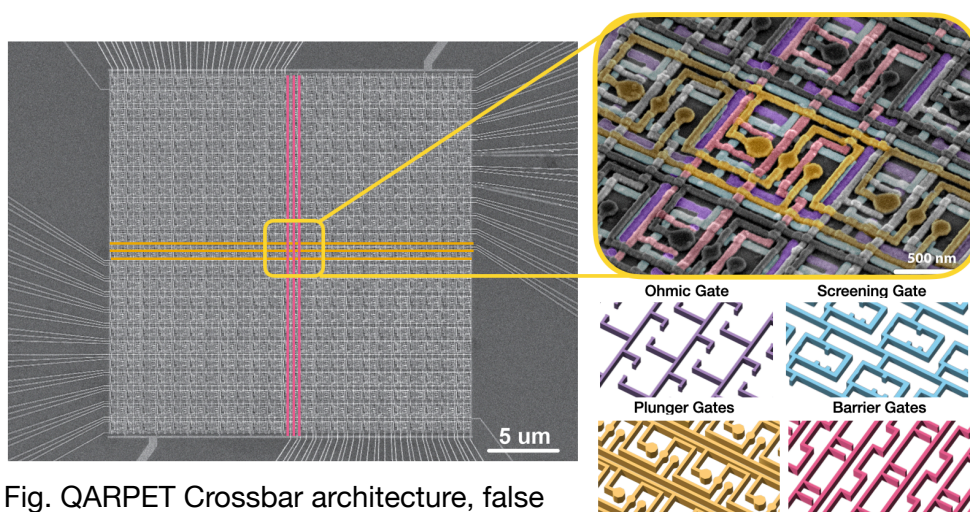 500 nm
Ohmic Gate
Screening Gate
Plunger Gates
Barrier Gates
5 um
Fig. QARPET Crossbar architecture, false